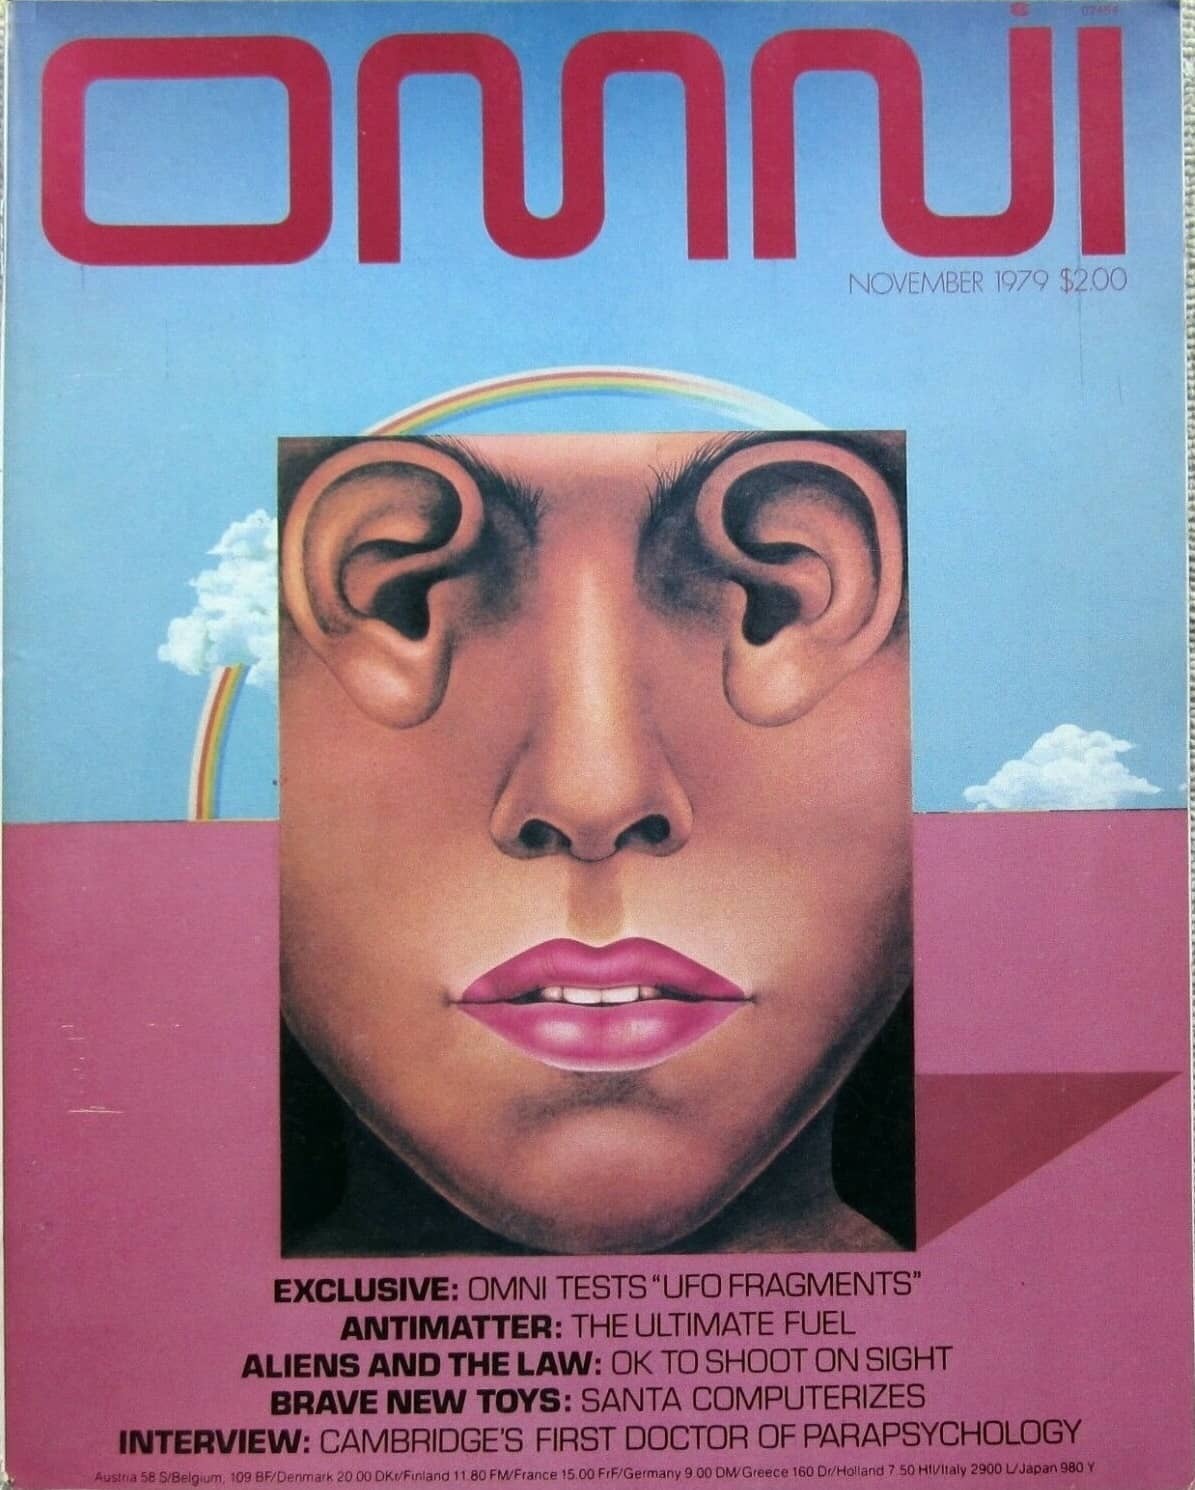 07484
OMNI
NOVEMBER 1979 $2.00
EXCLUSIVE: OMNI TESTS “UFO FRAGMENTS”
ANTIMATTER: THE ULTIMATE FUEL
ALIENS AND THE LAW: OK TO SHOOT ON SIGHT
BRAVE NEW TOYS: SANTA COMPUTERIZES
INTERVIEW: CAMBRIDGE'S FIRST DOCTOR OF PARAPSYCHOLOGY
Austria 58 S/Belgium, 109 BF/Denmark 20.00 DKr/Finland 11.80 FM/France 15.00 FrF/Germany 9.00 DM/Greece 160 Dr/Holland 7.50 Hfl/Italy 2900 L/Japan 980 Y